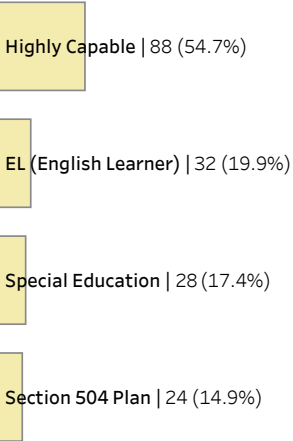 Highly Capable | 88 (54.7%)
EL (English Learner) | 32 (19.9%)
Special Education | 28 (17.4%)
Section 504 Plan | 24 (14.9%)